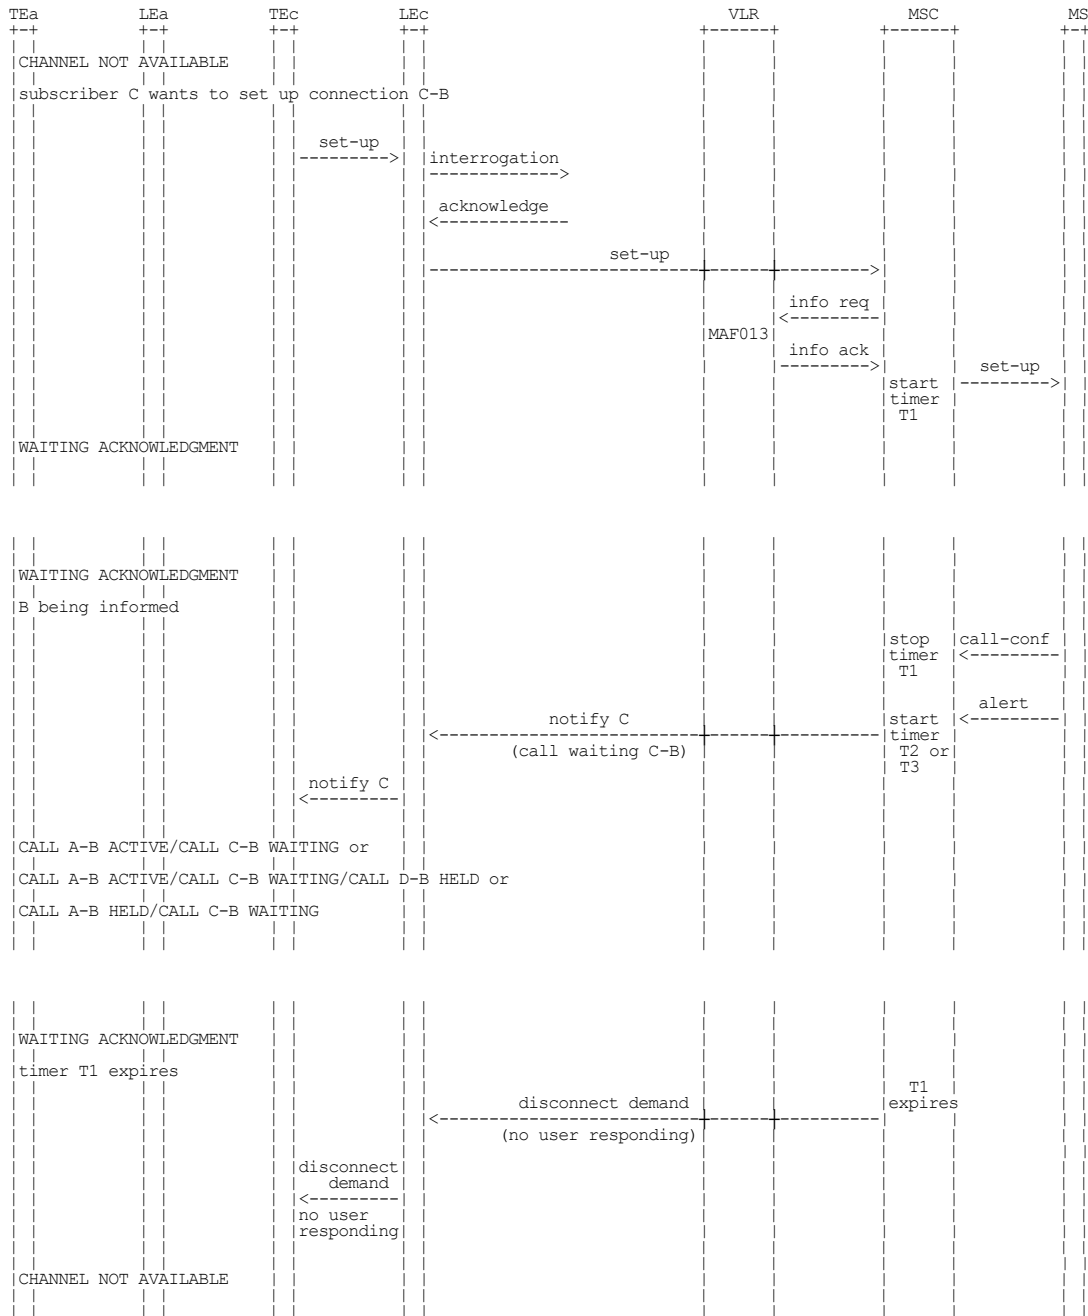 TEa LEa TEc LEc VLR MSC MS
CHANNEL NOT AVAILABLE
subscriber C wants to set up connection C-B
set-up
interrogation
acknowledge
set-up
info req
MAF013
info ack
set-up
start
timer
T1
WAITING ACKNOWLEDGMENT
WAITING ACKNOWLEDGMENT
B being informed
stop call-conf
timer
T1
alert
notify C start
timer
(call waiting C-B) T2 or
T3
notify C
CALL A-B ACTIVE/CALL C-B WAITING or
CALL A-B ACTIVE/CALL C-B WAITING/CALL D-B HELD or
CALL A-B HELD/CALL C-B WAITING
WAITING ACKNOWLEDGMENT
timer T1 expires
T1
disconnect demand expires
(no user responding)
disconnect
demand
no user
responding
CHANNEL NOT AVAILABLE